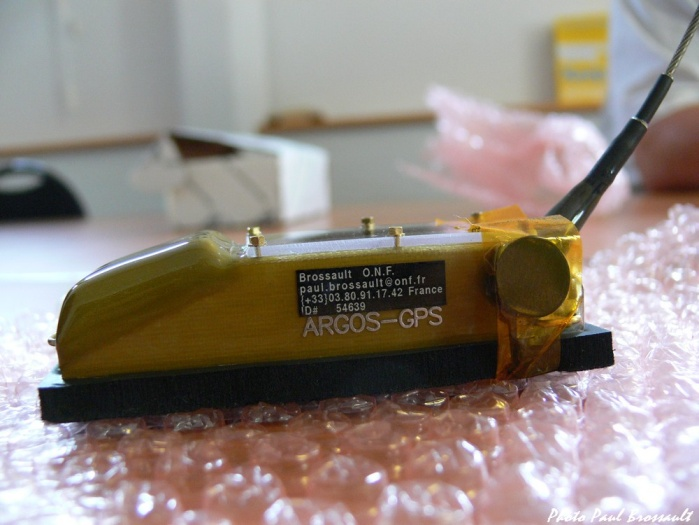 Brossault O.N.F.
paul.brossault@onf.fr
(+33)03.80.91.17.42 France
ID# 54639
ARGOS-GPS
Photo Paul Brossault